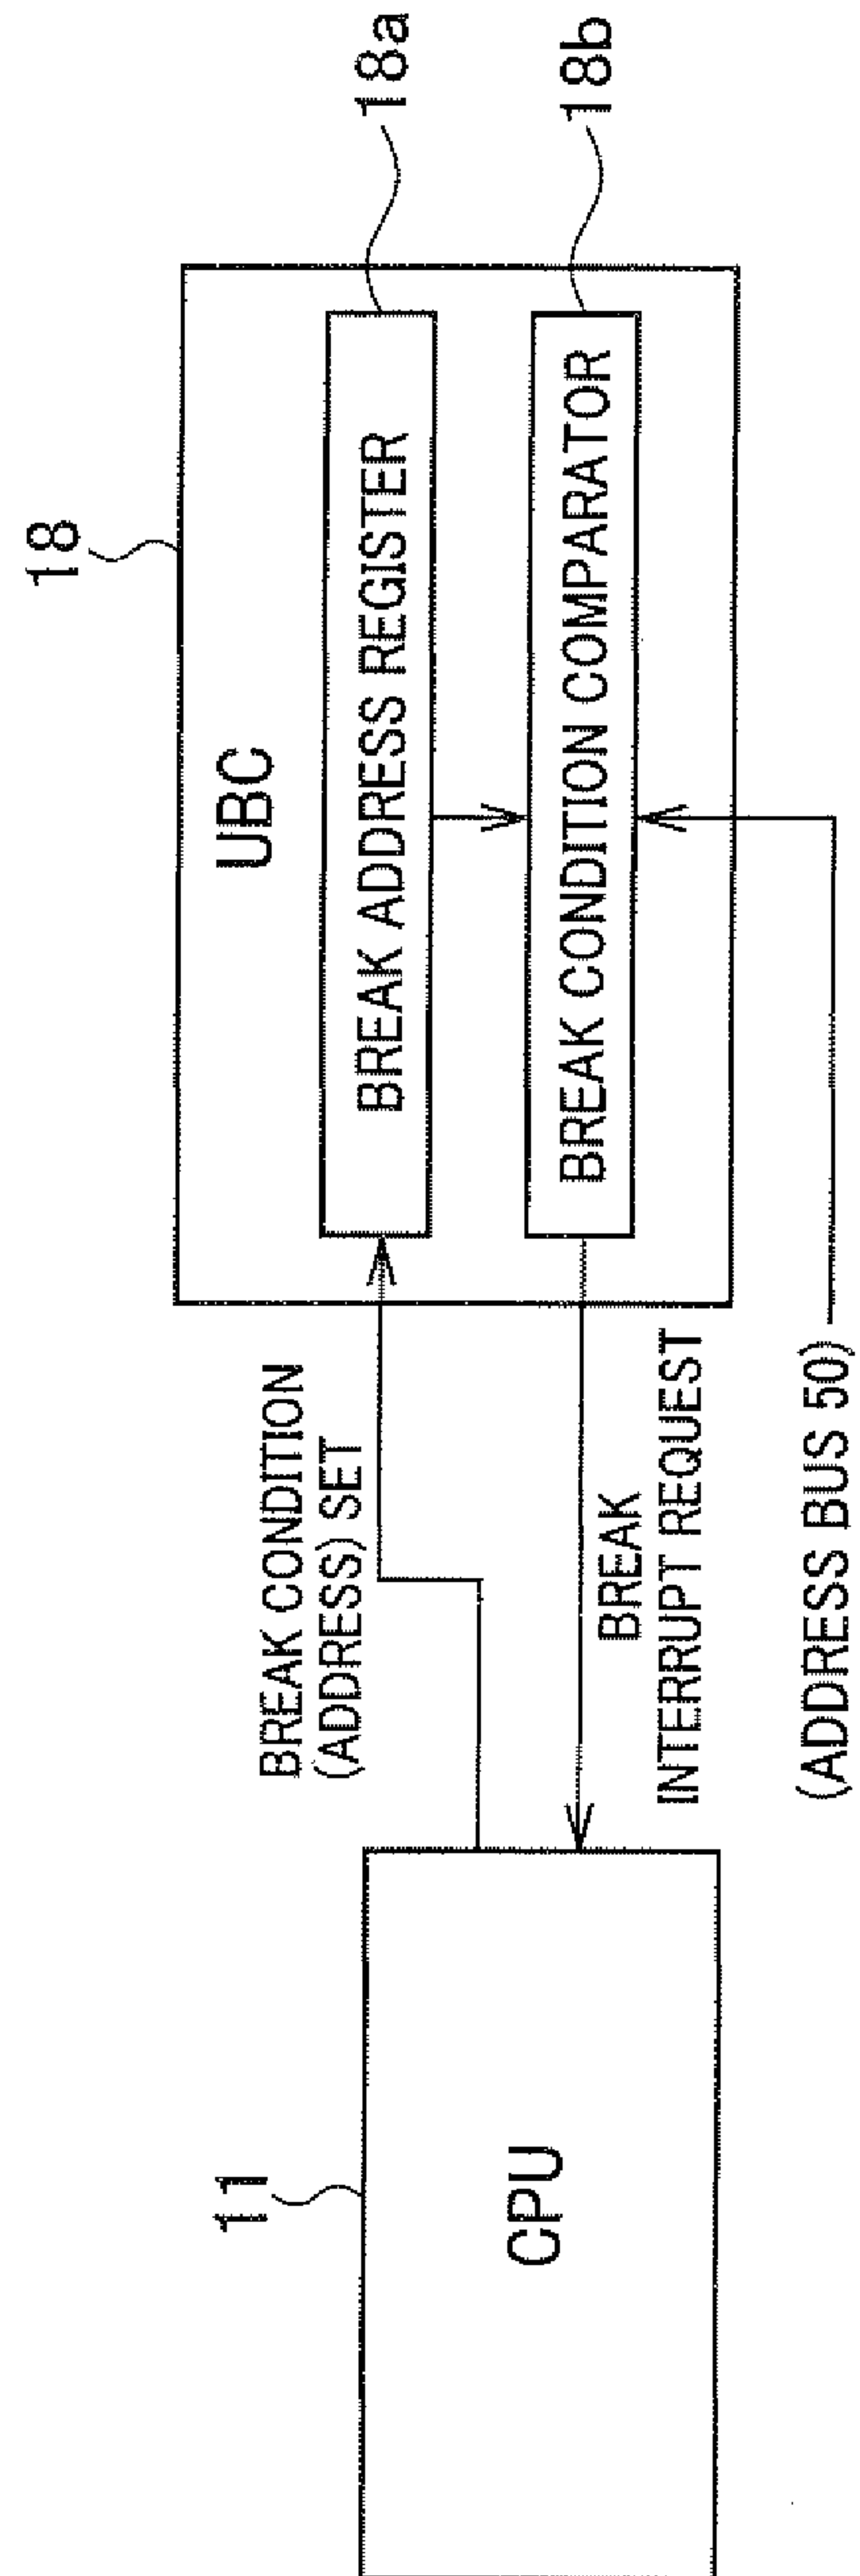 18
UBC
BREAK ADDRESS REGISTER
18a
BREAK CONDITION COMPARATOR
18b
BREAK CONDITION
(ADDRESS) SET
BREAK
INTERRUPT REQUEST
(ADDRESS BUS 50)
11
CPU